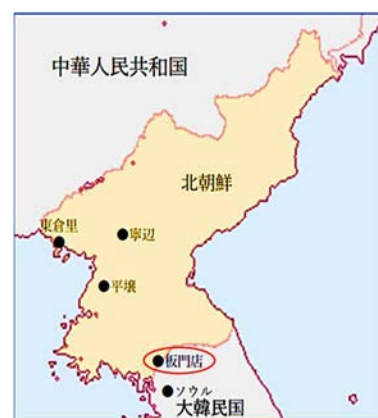 中華人民共和国
北朝鮮
東倉里
寧辺
平壌
板門店
ソウル
大韓民国